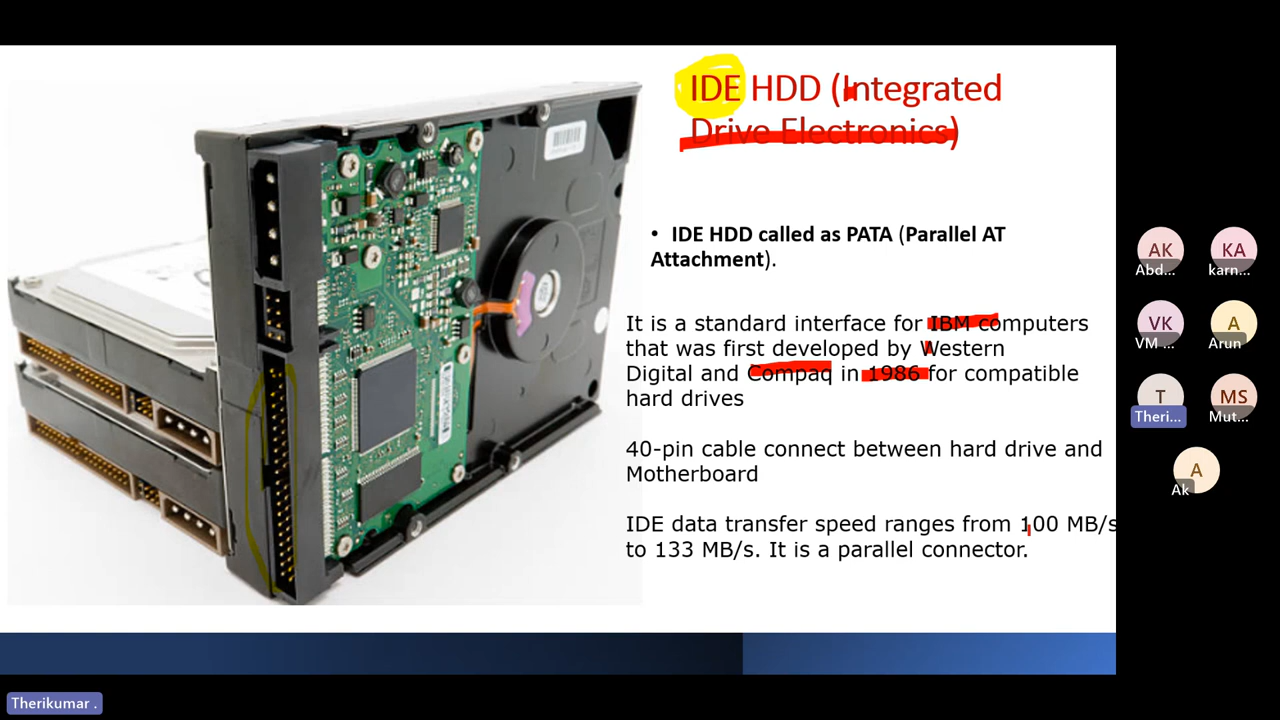 IDE HDD (Integrated
Drive Electronics)
• IDE HDD called as PATA (Parallel AT
Attachment).
It is a standard interface for IBM computers
that was first developed by Western
Digital and Compaq in 1986 for compatible
hard drives
40-pin cable connect between hard drive and
Motherboard
IDE data transfer speed ranges from 100 MB/s
to 133 MB/s. It is a parallel connector.
AK
KA
Abd...
karn...
VK
A
VM ...
Arun
T
MS
Theri...
Mut...
A
Ak
Therikumar .